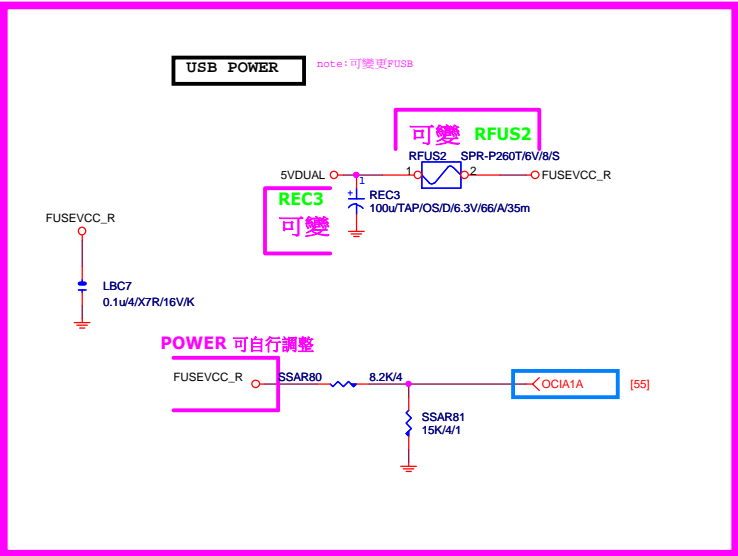 USB POWER
note:可變更FUSB
可變 RFUS2
RFUS2 SPR-P260T/6V/8/S
5VDUAL
1
2
FUSEVCC_R
1
REC3
可變
+
REC3
100u/TAP/OS/D/6.3V/66/A/35m
FUSEVCC_R
LBC7
0.1u/4/X7R/16V/K
POWER 可自行調整
FUSEVCC_R
SSAR80
8.2K/4
OCIA1A
[55]
SSAR81
15K/4/1